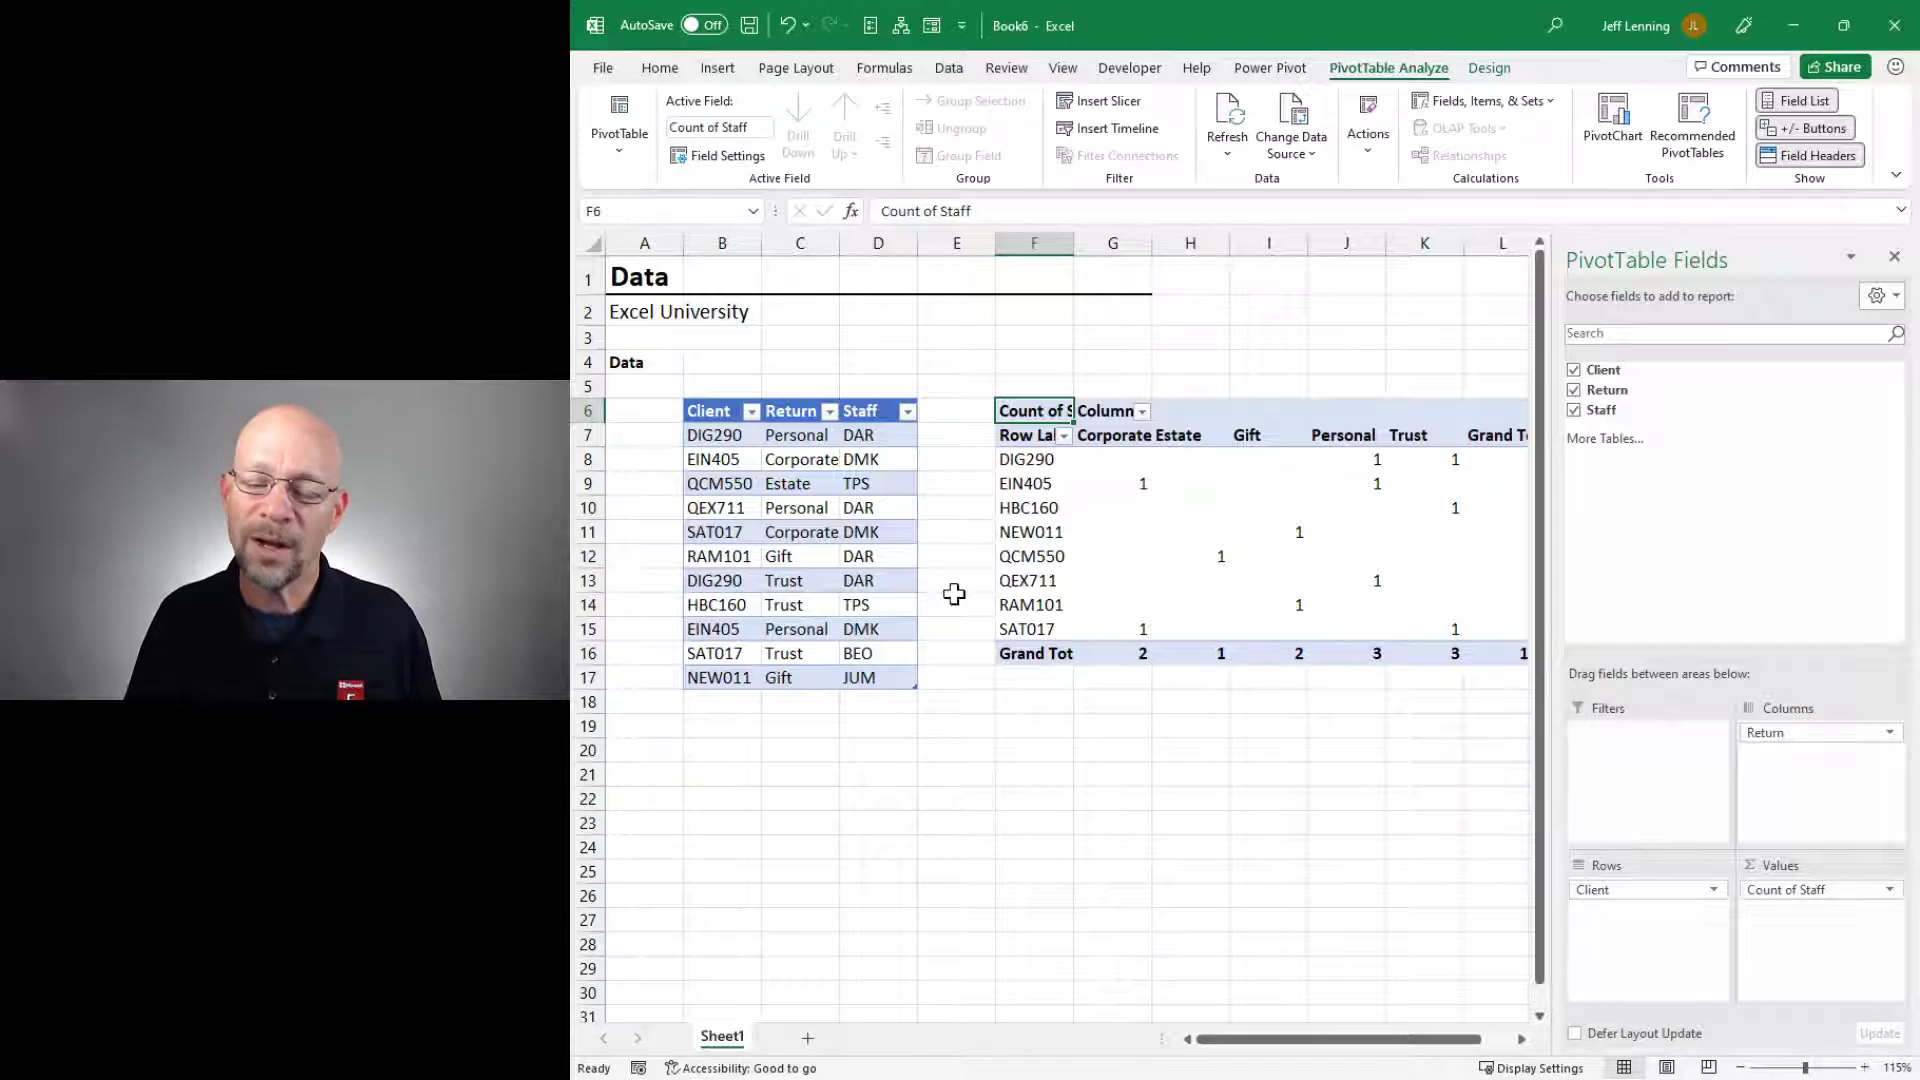 AutoSave Off Book6 - Excel Jeff Lenning JL
File Home Insert Page Layout Formulas Data Review View Developer Help Power Pivot PivotTable Analyze Design Comments Share
PivotTable
Active Field:
Count of Staff
Field Settings
Drill Down
Drill Up
Active Field
Group Selection
Ungroup
Group Field
Group
Insert Slicer
Insert Timeline
Filter Connections
Filter
Refresh
Change Data Source
Data
Actions
Fields, Items, & Sets
OLAP Tools
Relationships
Calculations
PivotChart
Recommended PivotTables
Tools
Field List
+/- Buttons
Field Headers
Show
F6 fx Count of Staff
A B C D E F G H I J K L
1 Data
2 Excel University
3
4 Data
5
6 Client Return Staff Count of S Column
7 DIG290 Personal DAR Row Lal Corporate Estate Gift Personal Trust Grand T
8 EIN405 Corporate DMK DIG290 1 1
9 QCM550 Estate TPS EIN405 1 1
10 QEX711 Personal DAR HBC160 1
11 SAT017 Corporate DMK NEW011 1
12 RAM101 Gift DAR QCM550 1
13 DIG290 Trust DAR QEX711 1
14 HBC160 Trust TPS RAM101 1
15 EIN405 Personal DMK SAT017 1 1
16 SAT017 Trust BEO Grand Tot 2 1 2 3 3 1
17 NEW011 Gift JUM
18
19
20
21
22
23
24
25
26
27
28
29
30
31
PivotTable Fields
Choose fields to add to report:
Search
Client
Return
Staff
More Tables...
Drag fields between areas below:
Filters
Columns
Return
Rows
Client
Values
Count of Staff
Defer Layout Update Update
Sheet1
Ready Accessibility: Good to go Display Settings 115%